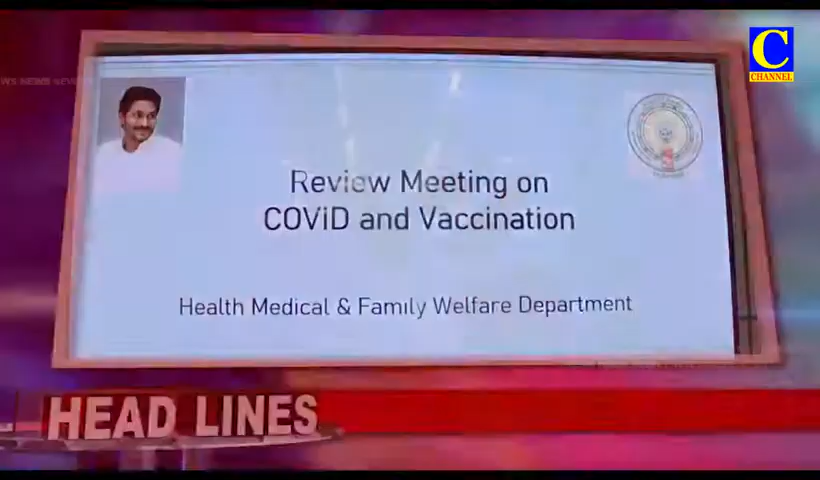 C
CHANNEL
Review Meeting on
COViD and Vaccination
Health Medical & Family Welfare Department
HEAD LINES